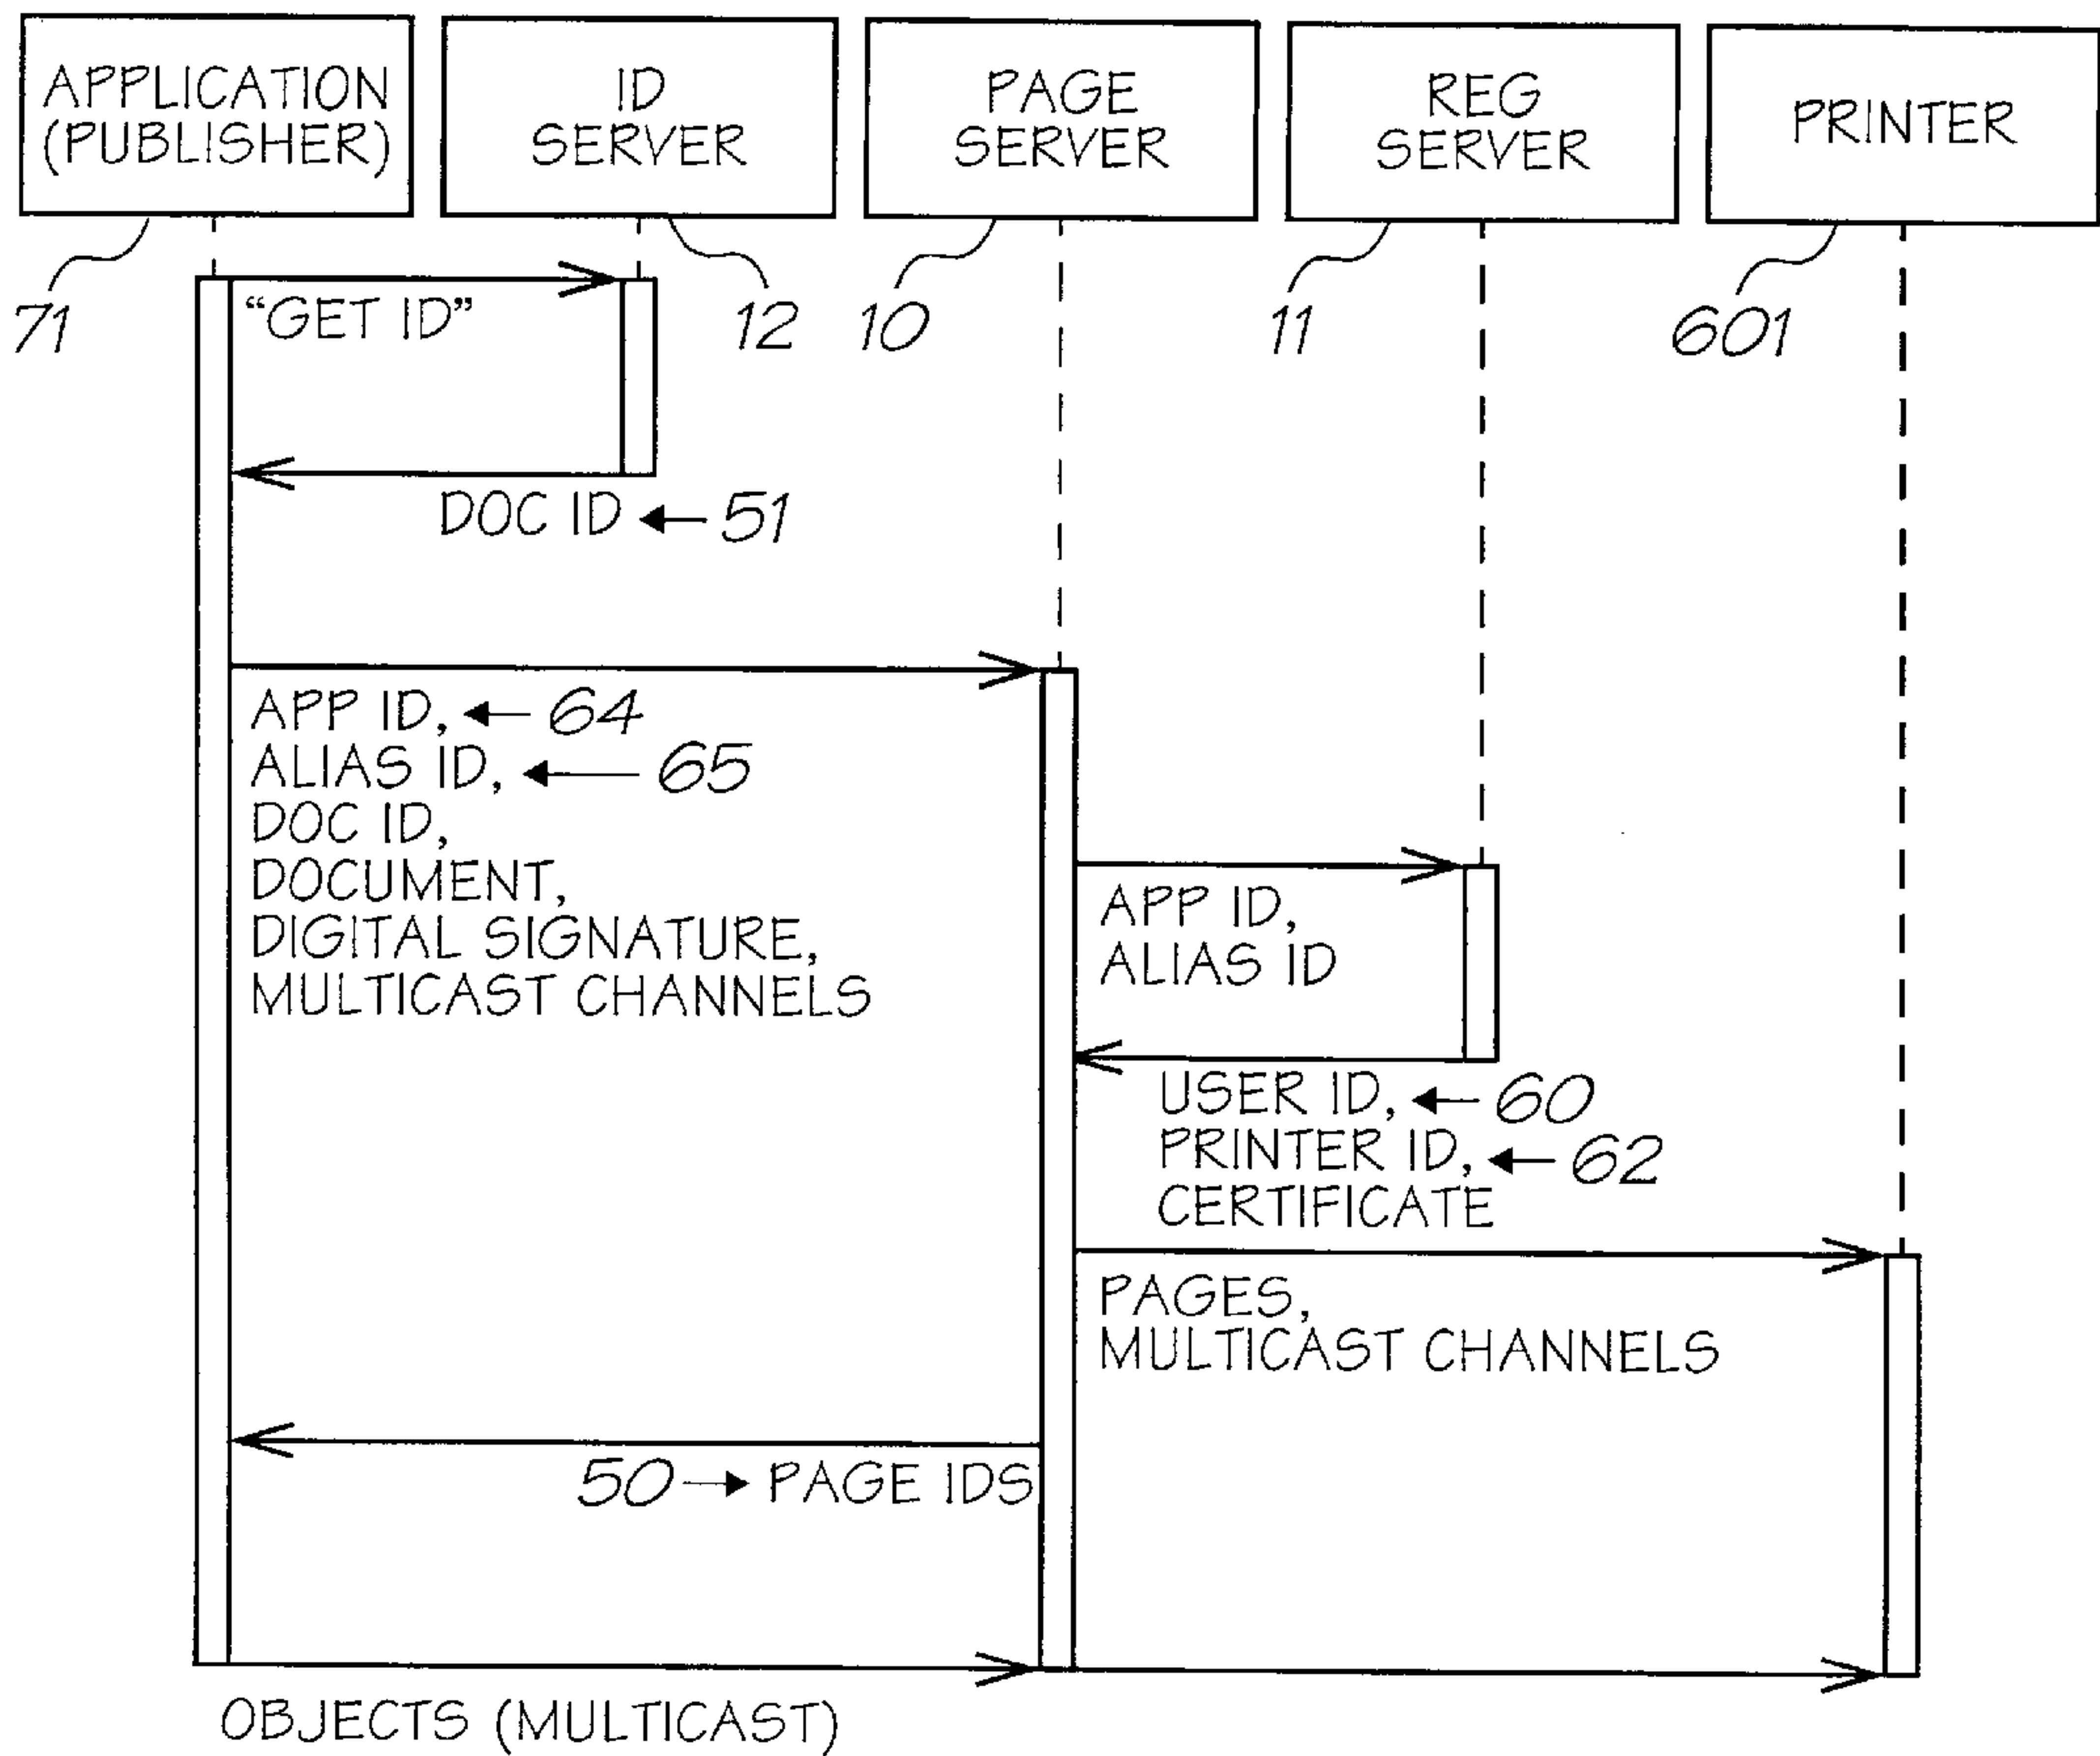 APPLICATION
(PUBLISHER)
ID
SERVER
PAGE
SERVER
REG
SERVER
PRINTER
71
12
10
11
601
“GET ID”
DOC ID 51
APP ID, 64
ALIAS ID, 65
DOC ID,
DOCUMENT,
DIGITAL SIGNATURE,
MULTICAST CHANNELS
APP ID,
ALIAS ID
USER ID, 60
PRINTER ID, 62
CERTIFICATE
PAGES,
MULTICAST CHANNELS
50 PAGE IDS
OBJECTS (MULTICAST)